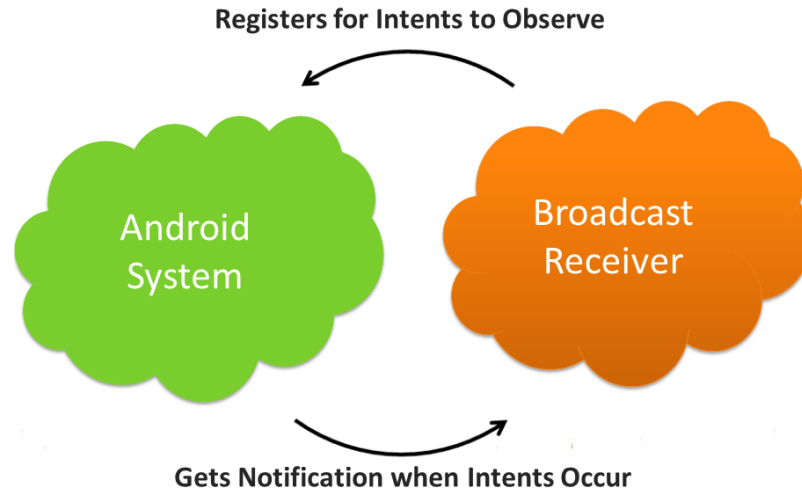 Registers for Intents to Observe
Android
System
Broadcast
Receiver
Gets Notification when Intents Occur